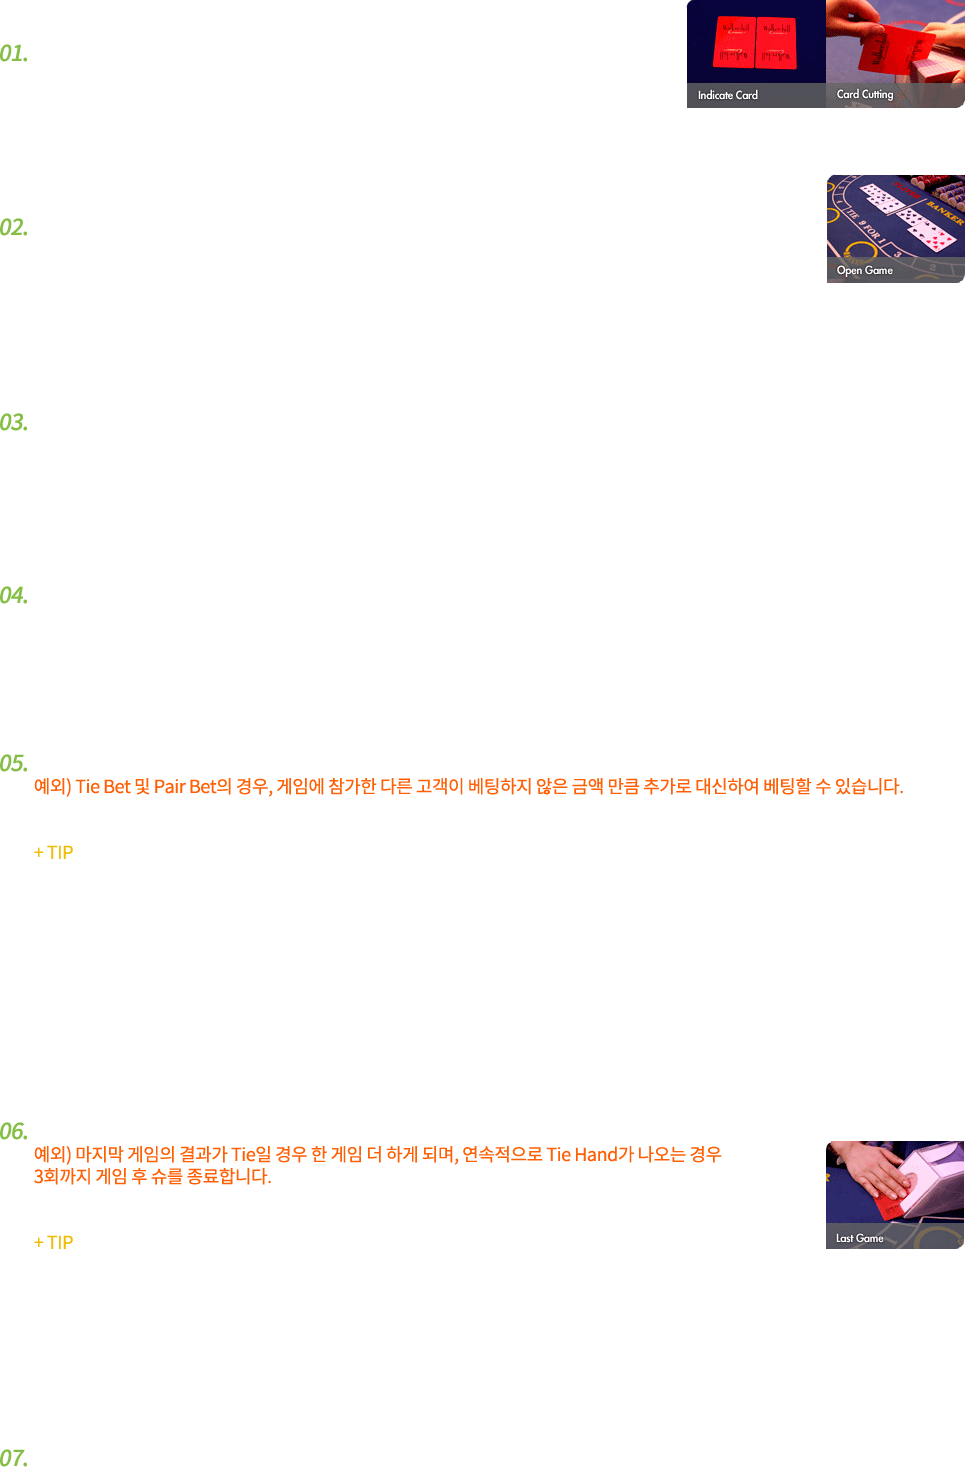 01.
Indicate Card
Card Cutting
02.
BANKER
TIE 9 FOR 1
Open Game
03.
04.
05.
예외) Tie Bet 및 Pair Bet의 경우, 게임에 참가한 다른 고객이 베팅하지 않은 금액 만큼 추가로 대신하여 베팅할 수 있습니다.
+ TIP
06.
예외) 마지막 게임의 결과가 Tie일 경우 한 게임 더 하게 되며, 연속적으로 Tie Hand가 나오는 경우
3회까지 게임 후 슈를 종료합니다.
+ TIP
Last Game
07.